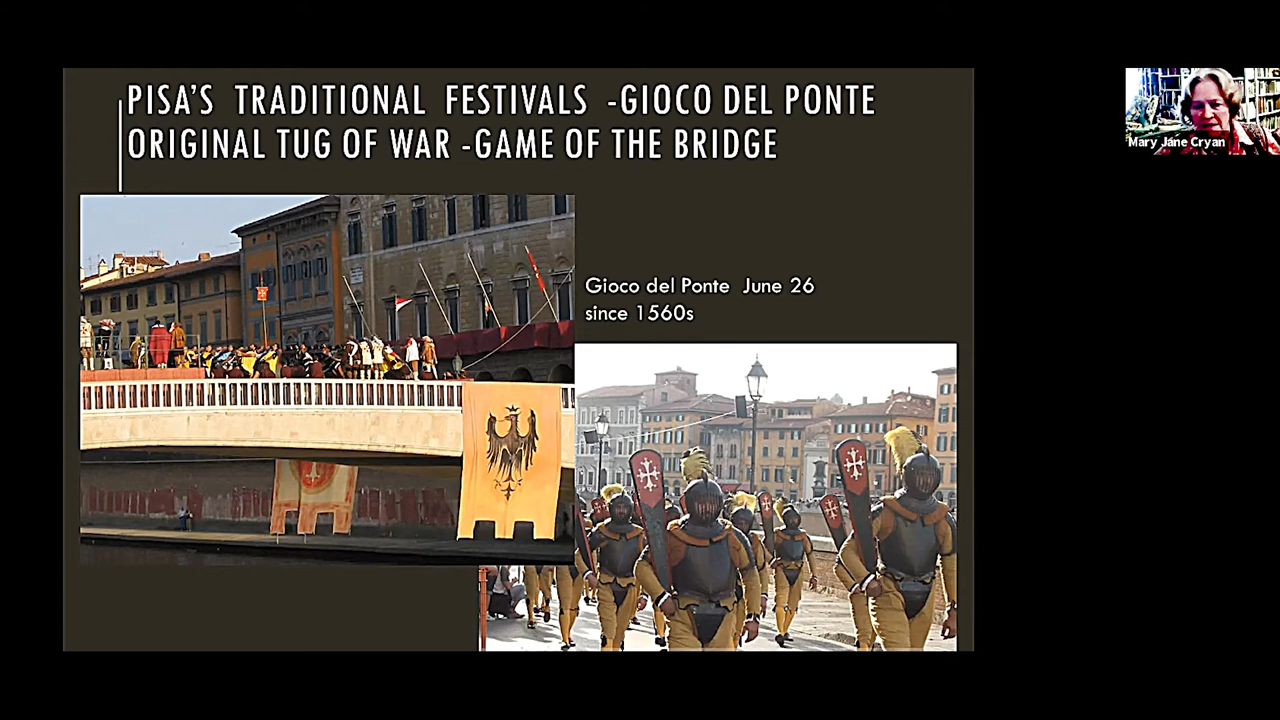 PISA'S TRADITIONAL FESTIVALS -GIOCO DEL PONTE
ORIGINAL TUG OF WAR -GAME OF THE BRIDGE
Gioco del Ponte June 26
since 1560s
Mary Jane Cryan